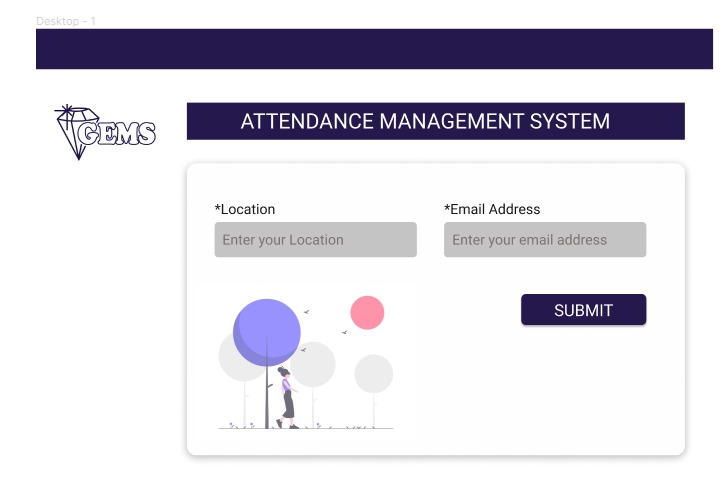 Desktop - 1
GEMS
ATTENDANCE MANAGEMENT SYSTEM
*Location
*Email Address
Enter your Location
Enter your email address
SUBMIT